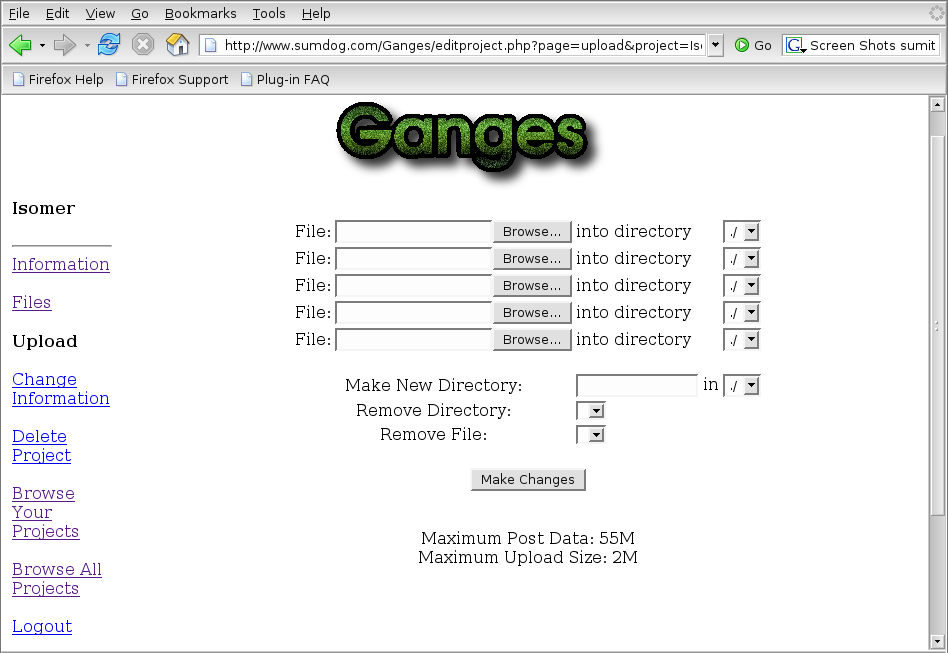 File Edit View Go Bookmarks Tools Help
http://www.sumdog.com/Ganges/editproject.php?page=upload&project=Iso Go G Screen Shots sumit
Firefox Help Firefox Support Plug-in FAQ
Ganges
Isomer
Information
Files
Upload
Change
Information
Delete
Project
Browse
Your
Projects
Browse All
Projects
Logout
File: Browse... into directory ./
File: Browse... into directory ./
File: Browse... into directory ./
File: Browse... into directory ./
File: Browse... into directory ./
Make New Directory: in ./
Remove Directory:
Remove File:
Make Changes
Maximum Post Data: 55M
Maximum Upload Size: 2M